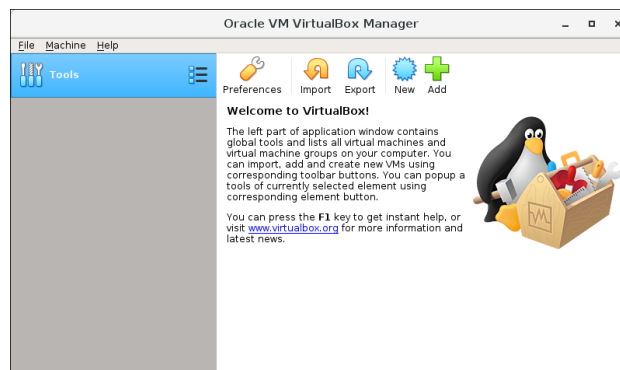 Oracle VM VirtualBox Manager
File Machine Help
Tools
Preferences Import Export New Add
Welcome to VirtualBox!
The left part of application window contains
global tools and lists all virtual machines and
virtual machine groups on your computer. You
can import, add and create new VMs using
corresponding toolbar buttons. You can popup a
tools of currently selected element using
corresponding element button.
You can press the F1 key to get instant help, or
visit www.virtualbox.org for more information and
latest news.